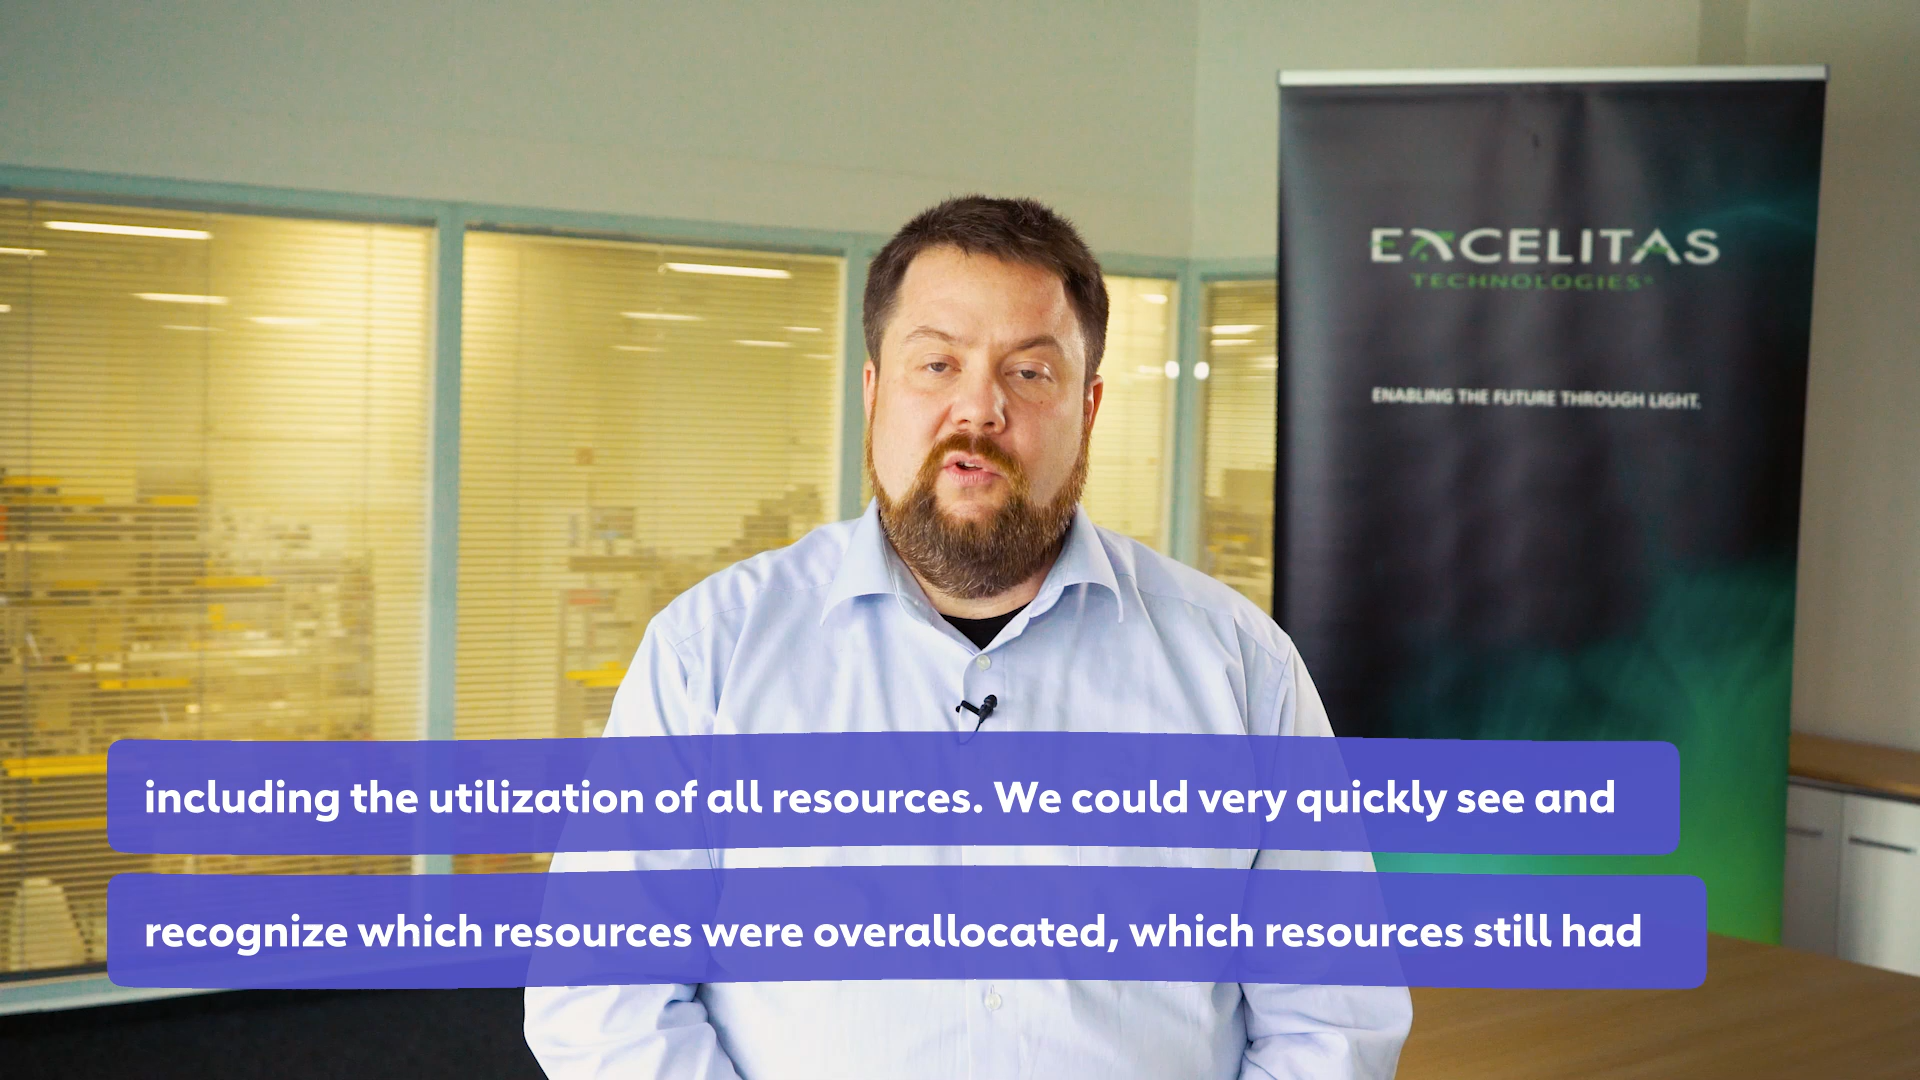 EXCELITAS
TECHNOLOGIES®
ENABLING THE FUTURE THROUGH LIGHT.
including the utilization of all resources. We could very quickly see and
recognize which resources were overallocated, which resources still had